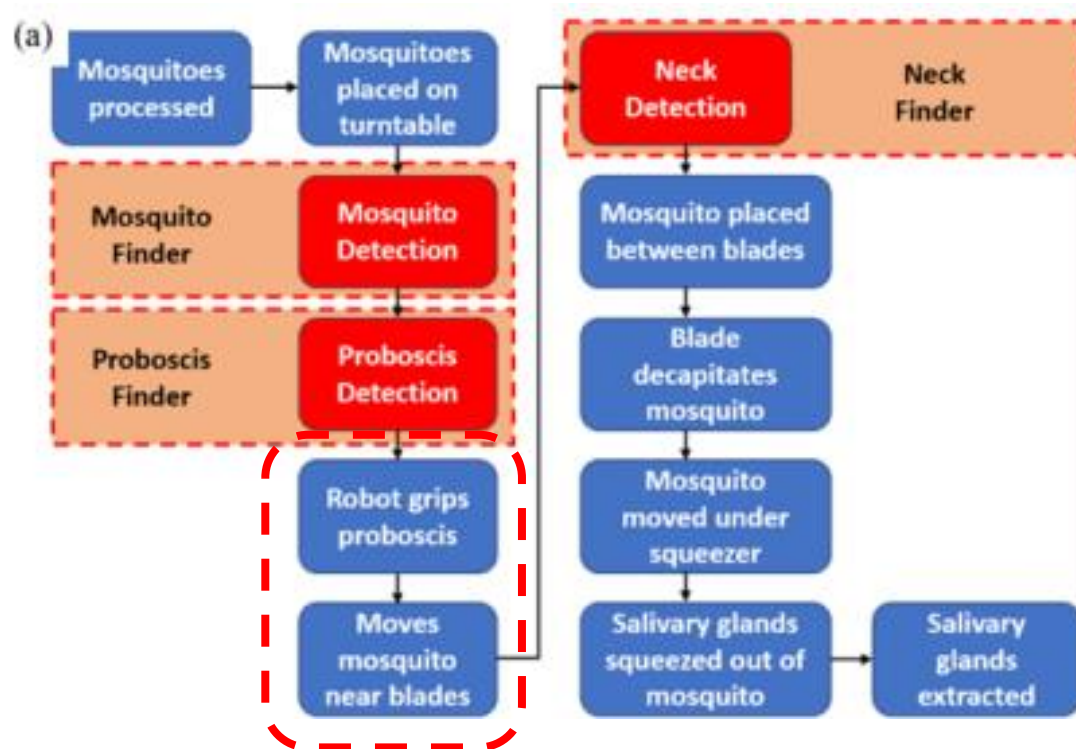 (a)
Mosquitoes
processed
Mosquitoes
placed on
turntable
Mosquito
Finder
Mosquito
Detection
Proboscis
Finder
Proboscis
Detection
Robot grips
proboscis
Moves
mosquito
near blades
Neck
Detection
Neck
Finder
Mosquito placed
between blades
Blade
decapitates
mosquito
Mosquito
moved under
squeezer
Salivary glands
squeezed out of
mosquito
Salivary
glands
extracted